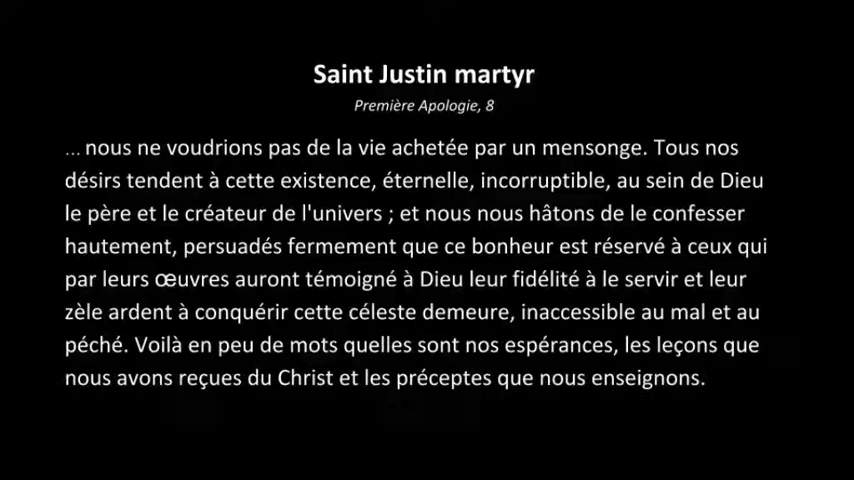 Saint Justin martyr
Première Apologie, 8
... nous ne voudrions pas de la vie achetée par un mensonge. Tous nos
désirs tendent à cette existence, éternelle, incorruptible, au sein de Dieu
le père et le créateur de l'univers ; et nous nous hâtons de le confesser
hautement, persuadés fermement que ce bonheur est réservé à ceux qui
par leurs œuvres auront témoigné à Dieu leur fidélité à le servir et leur
zèle ardent à conquérir cette céleste demeure, inaccessible au mal et au
péché. Voilà en peu de mots quelles sont nos espérances, les leçons que
nous avons reçues du Christ et les préceptes que nous enseignons.